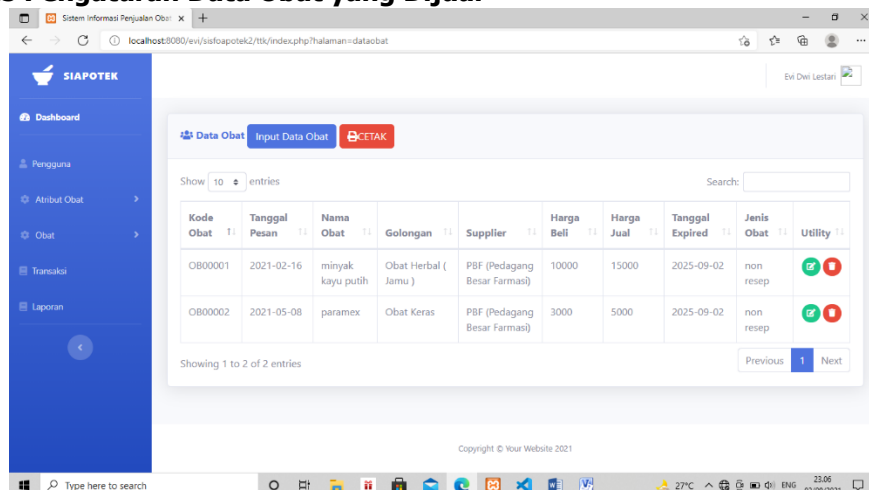 Pengaturan Data Obat yang Dijual
Sistem Informasi Penjualan Obat
localhost:8080/evi/sisfoapotek2/ttk/index.php?halaman=dataobat
SIAPOTEK
Evi Dwi Lestari
Dashboard
Pengguna
Atribut Obat
Obat
Transaksi
Laporan
Data Obat Input Data Obat CETAK
Show 10 entries Search:
Kode Obat Tanggal Pesan Nama Obat Golongan Supplier Harga Beli Harga Jual Tanggal Expired Jenis Obat Utility
OB00001 2021-02-16 minyak kayu putih Obat Herbal ( Jamu ) PBF (Pedagang Besar Farmasi) 10000 15000 2025-09-02 non resep
OB00002 2021-05-08 paramex Obat Keras PBF (Pedagang Besar Farmasi) 3000 5000 2025-09-02 non resep
Showing 1 to 2 of 2 entries Previous 1 Next
Copyright © Your Website 2021
Type here to search 27°C ENG 23.06